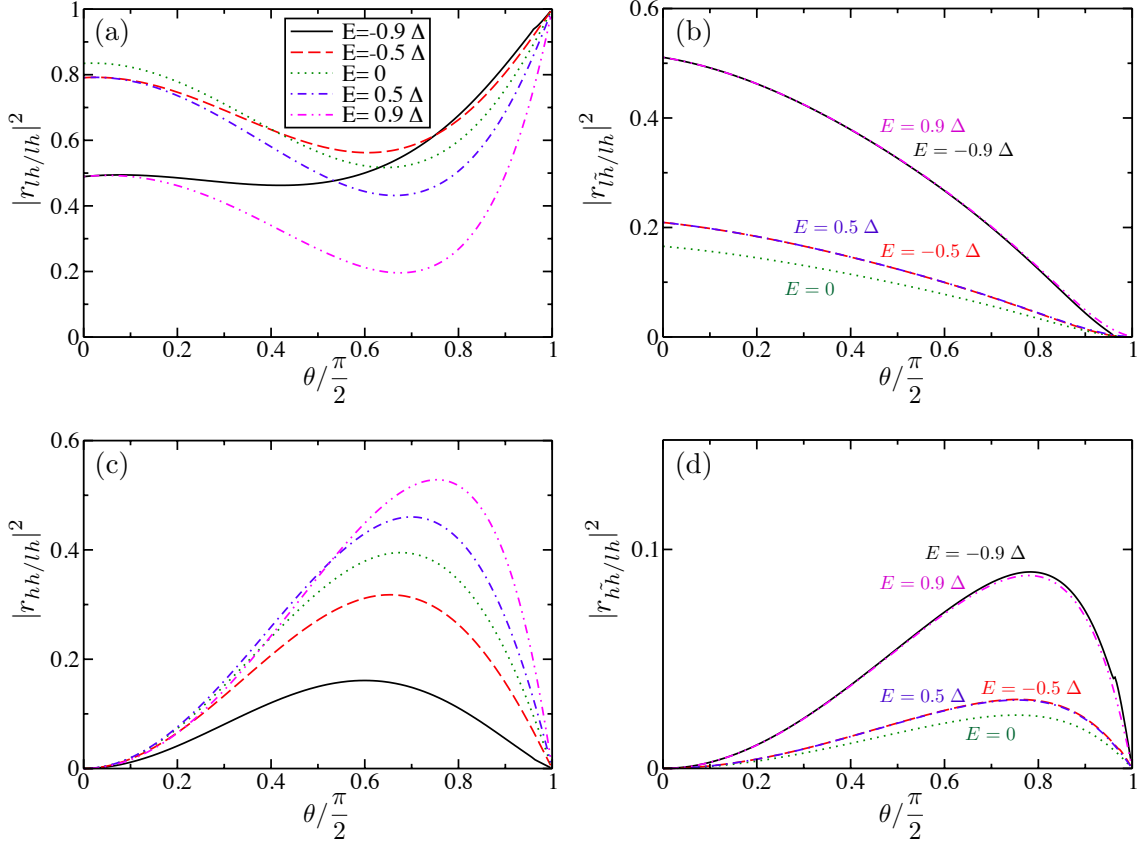 (a)
E=-0.9 Δ
E=-0.5 Δ
E= 0
E= 0.5 Δ
E= 0.9 Δ
|r_{lh/lh}|^2
1
0.8
0.6
0.4
0.2
0
0 0.2 0.4 0.6 0.8 1
θ/π/2
(b)
|r_{l\tilde{h}/lh}|^2
0.6
0.4
0.2
0
E = 0.9 Δ
E = −0.9 Δ
E = 0.5 Δ
E = −0.5 Δ
E = 0
0 0.2 0.4 0.6 0.8 1
θ/π/2
(c)
|r_{hh/lh}|^2
0.6
0.4
0.2
0
0 0.2 0.4 0.6 0.8 1
θ/π/2
(d)
|r_{h\tilde{h}/lh}|^2
0.1
0
E = −0.9 Δ
E = 0.9 Δ
E = 0.5 Δ
E = −0.5 Δ
E = 0
0 0.2 0.4 0.6 0.8 1
θ/π/2